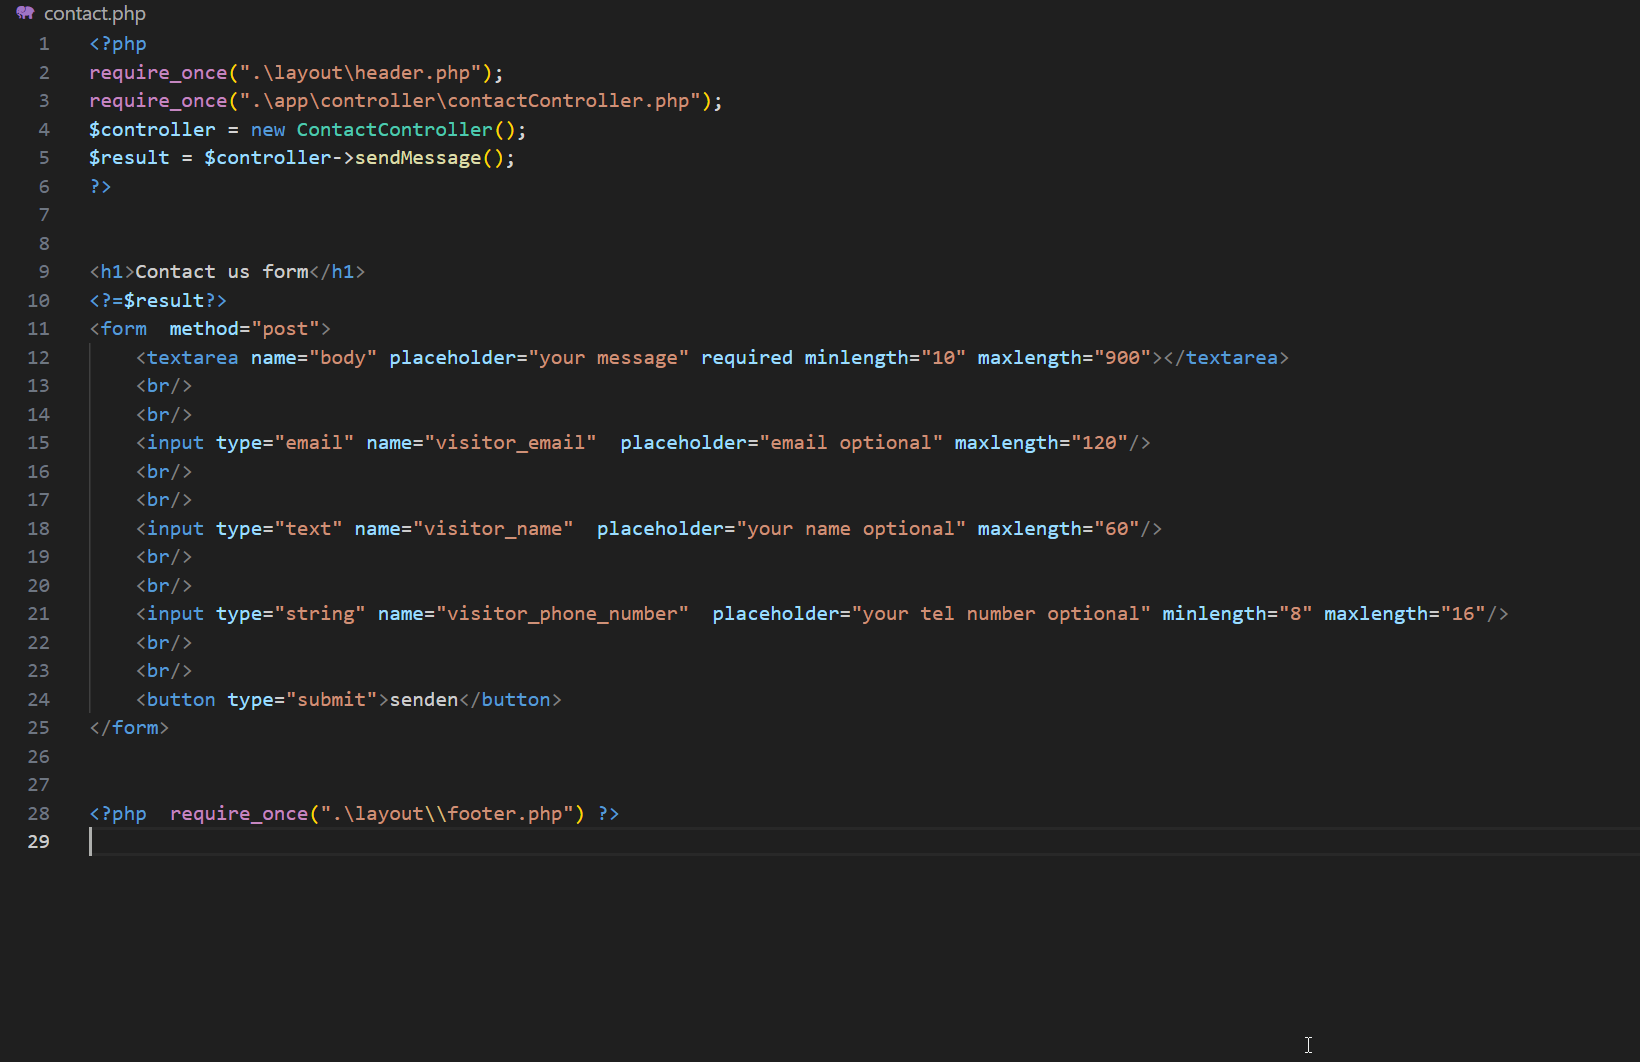 contact.php
1 <?php
2 require_once(".\layout\header.php");
3 require_once(".\app\controller\contactController.php");
4 $controller = new ContactController();
5 $result = $controller->sendMessage();
6 ?>
7
8
9 <h1>Contact us form</h1>
10 <?=$result?>
11 <form  method="post">
12     <textarea name="body" placeholder="your message" required minlength="10" maxlength="900"></textarea>
13     <br/>
14     <br/>
15     <input type="email" name="visitor_email"  placeholder="email optional" maxlength="120"/>
16     <br/>
17     <br/>
18     <input type="text" name="visitor_name"  placeholder="your name optional" maxlength="60"/>
19     <br/>
20     <br/>
21     <input type="string" name="visitor_phone_number"  placeholder="your tel number optional" minlength="8" maxlength="16"/>
22     <br/>
23     <br/>
24     <button type="submit">senden</button>
25 </form>
26
27
28 <?php  require_once(".\layout\\footer.php") ?>
29